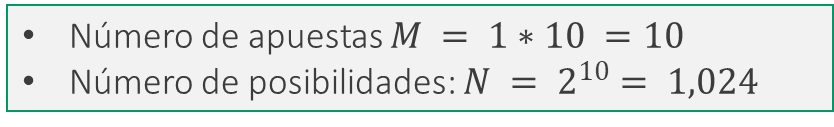 • Número de apuestas M = 1 * 10 = 10
• Número de posibilidades: N = 2¹⁰ = 1,024